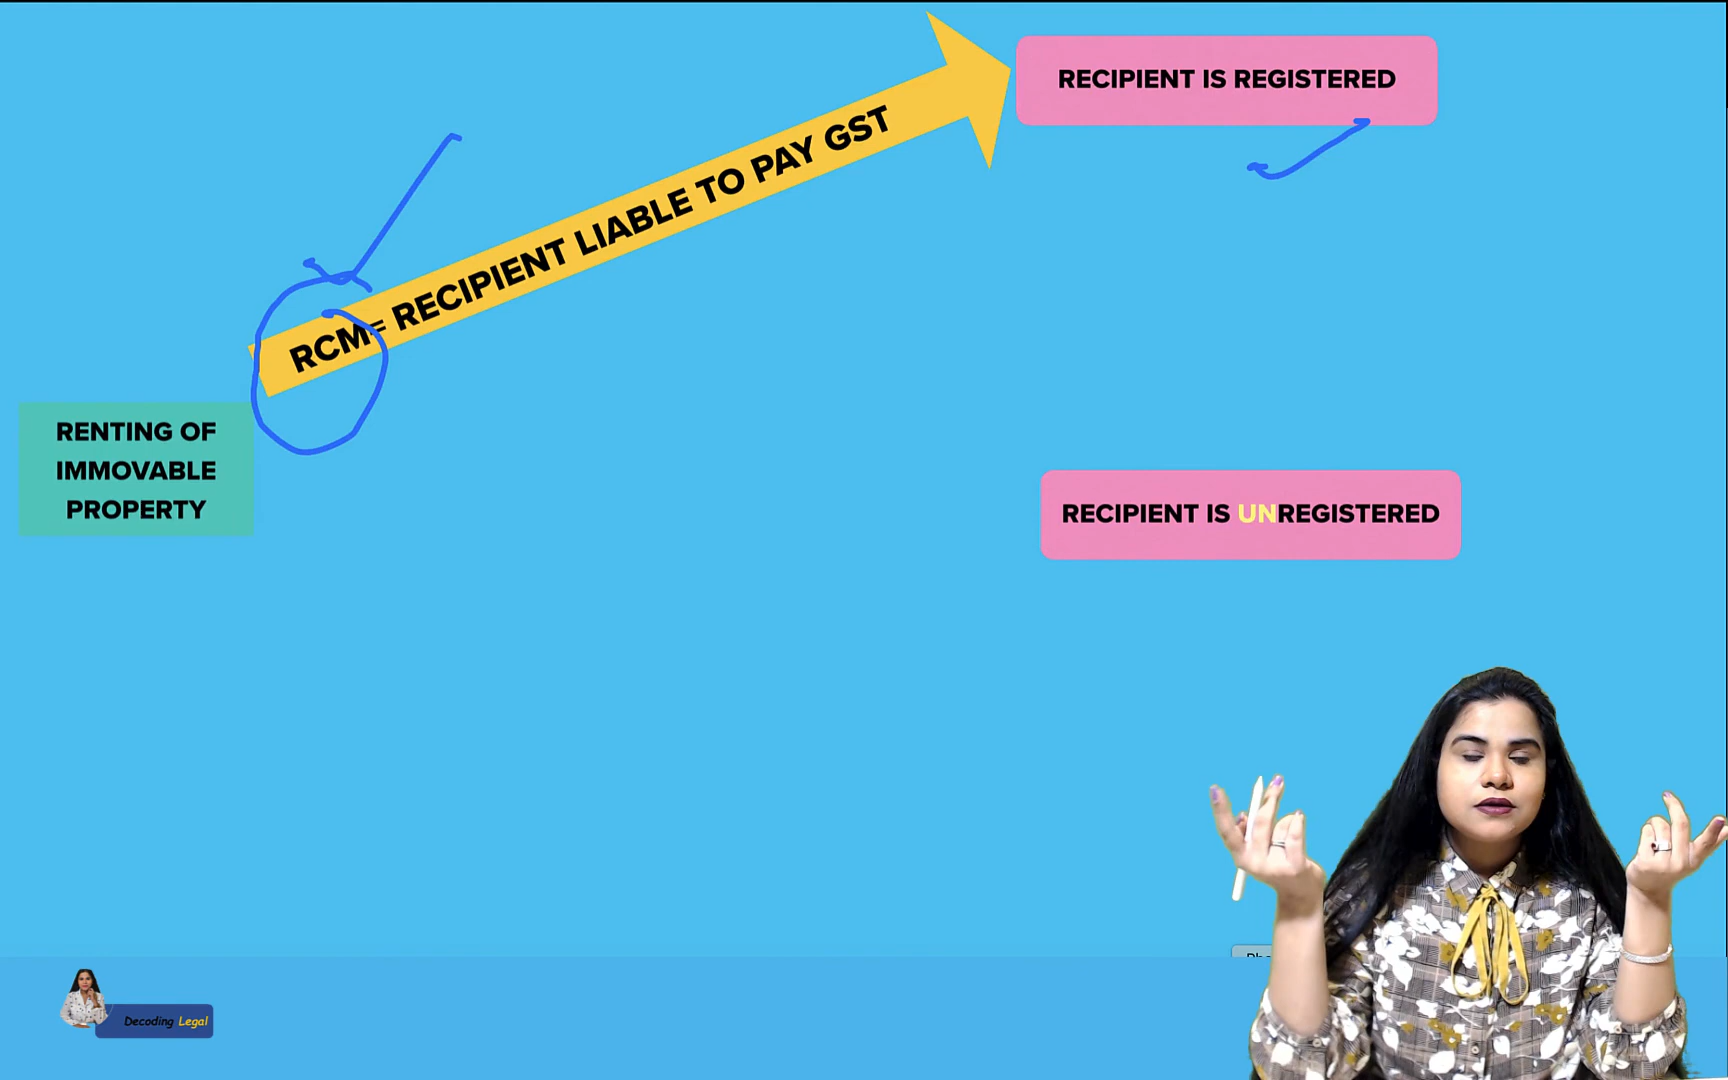 RECIPIENT IS REGISTERED
RCM= RECIPIENT LIABLE TO PAY GST
RENTING OF
IMMOVABLE
PROPERTY
RECIPIENT IS UNREGISTERED
Decoding Legal